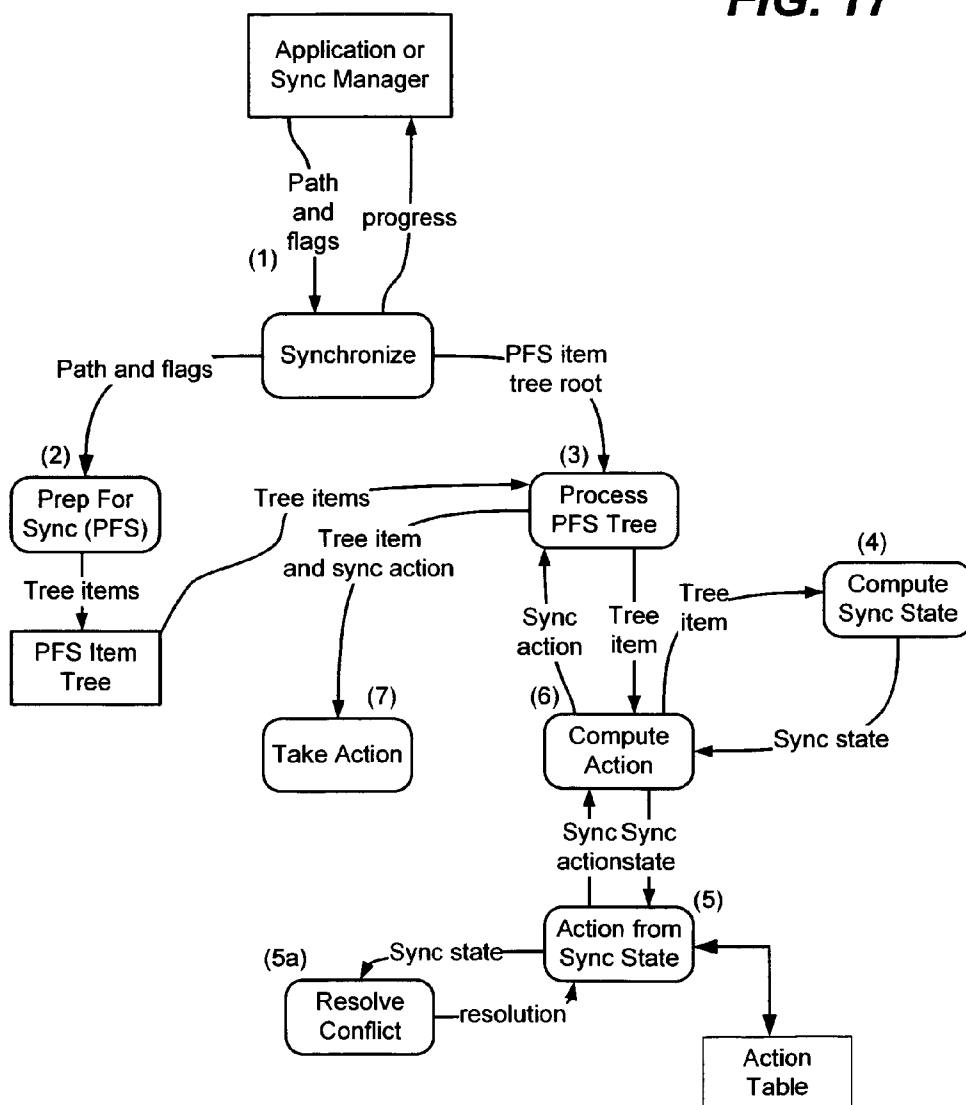 FIG. 17
Application or
Sync Manager
Path
and
flags
progress
(1)
Synchronize
Path and flags
PFS item
tree root
(2)
Prep For
Sync (PFS)
Tree items
PFS Item
Tree
Tree items
(3)
Process
PFS Tree
Tree item
and sync action
(4)
Compute
Sync State
Sync
action
Tree
item
Tree
item
(7)
Take Action
(6)
Compute
Action
Sync state
Sync
action
Sync
state
(5)
Action from
Sync State
(5a)
Sync state
Resolve
Conflict
resolution
Action
Table